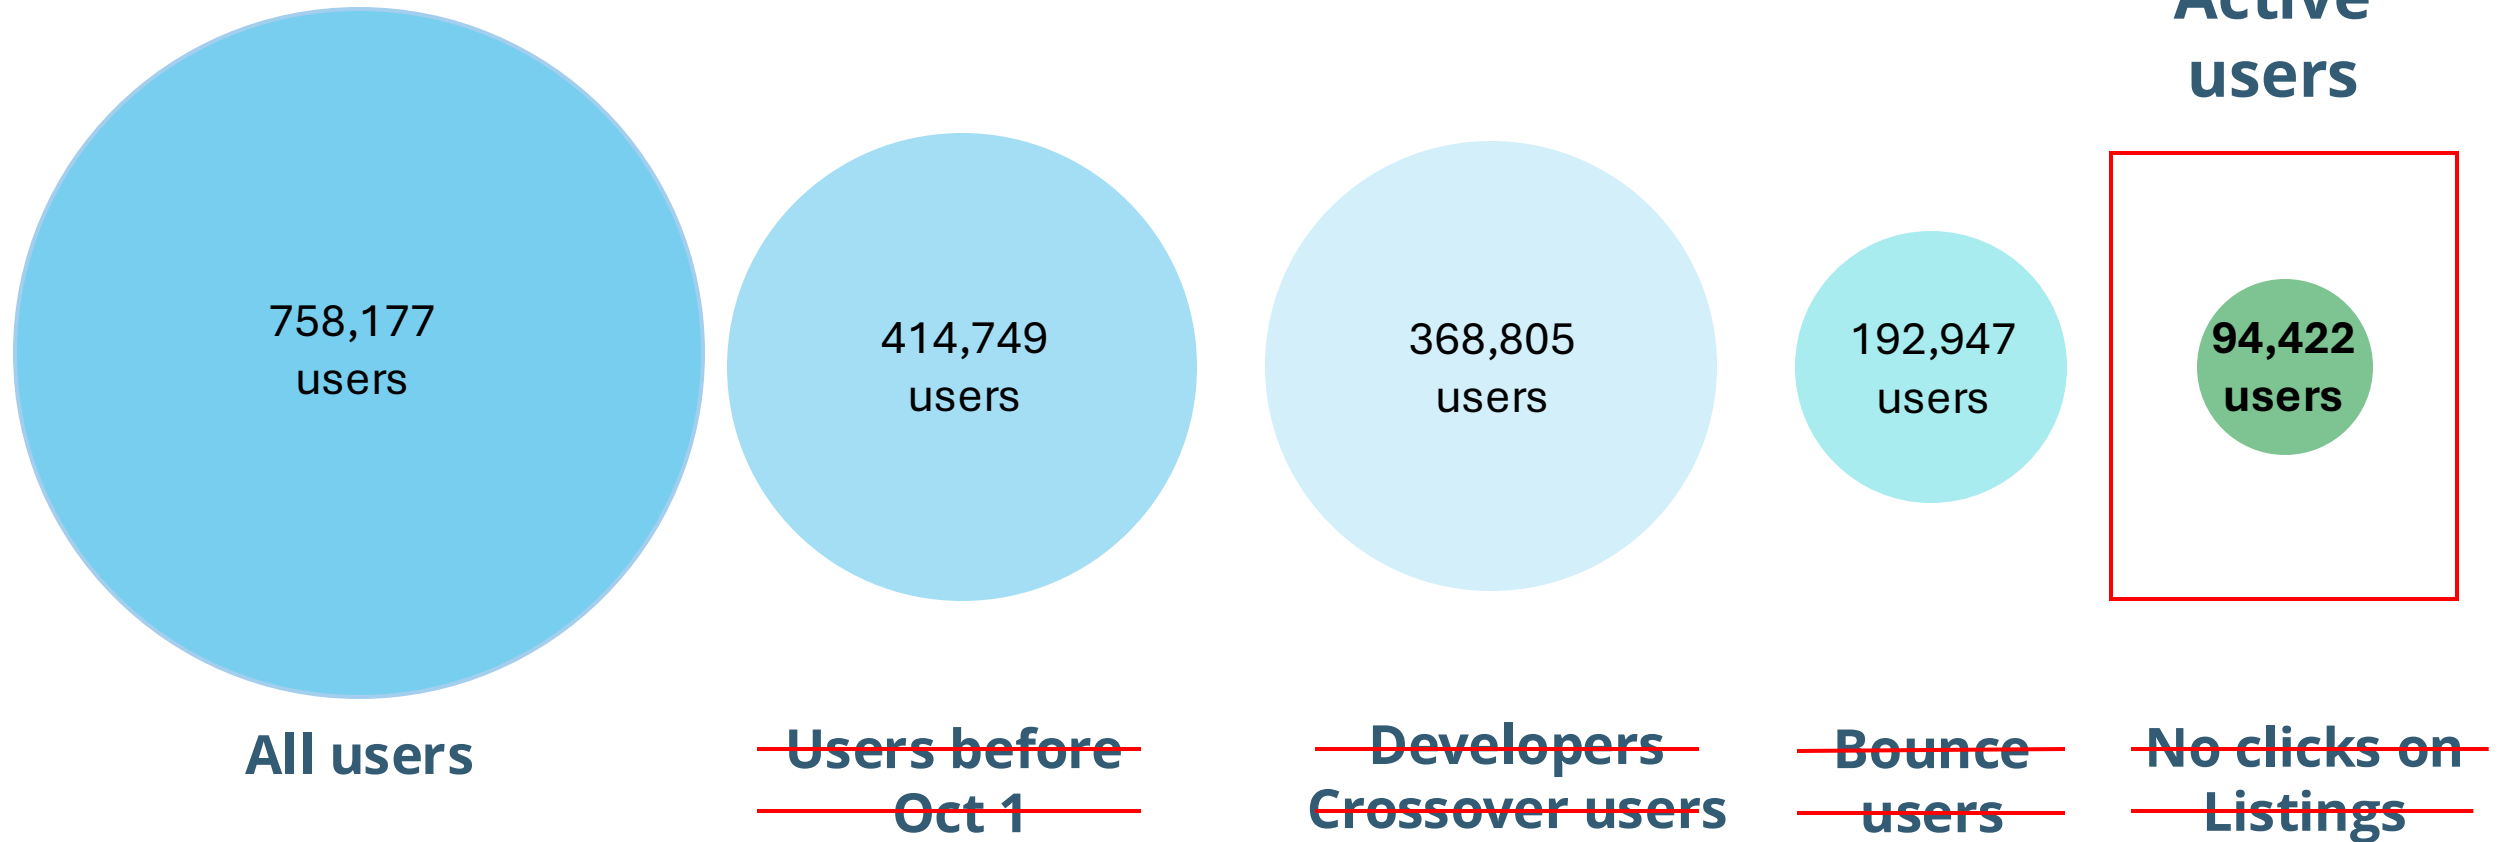 Active
users
758,177
users
414,749
users
368,805
users
192,947
users
94,422
users
All users
Users before
Oct 1
Developers
Crossover users
Bounce
users
No clicks on
Listings